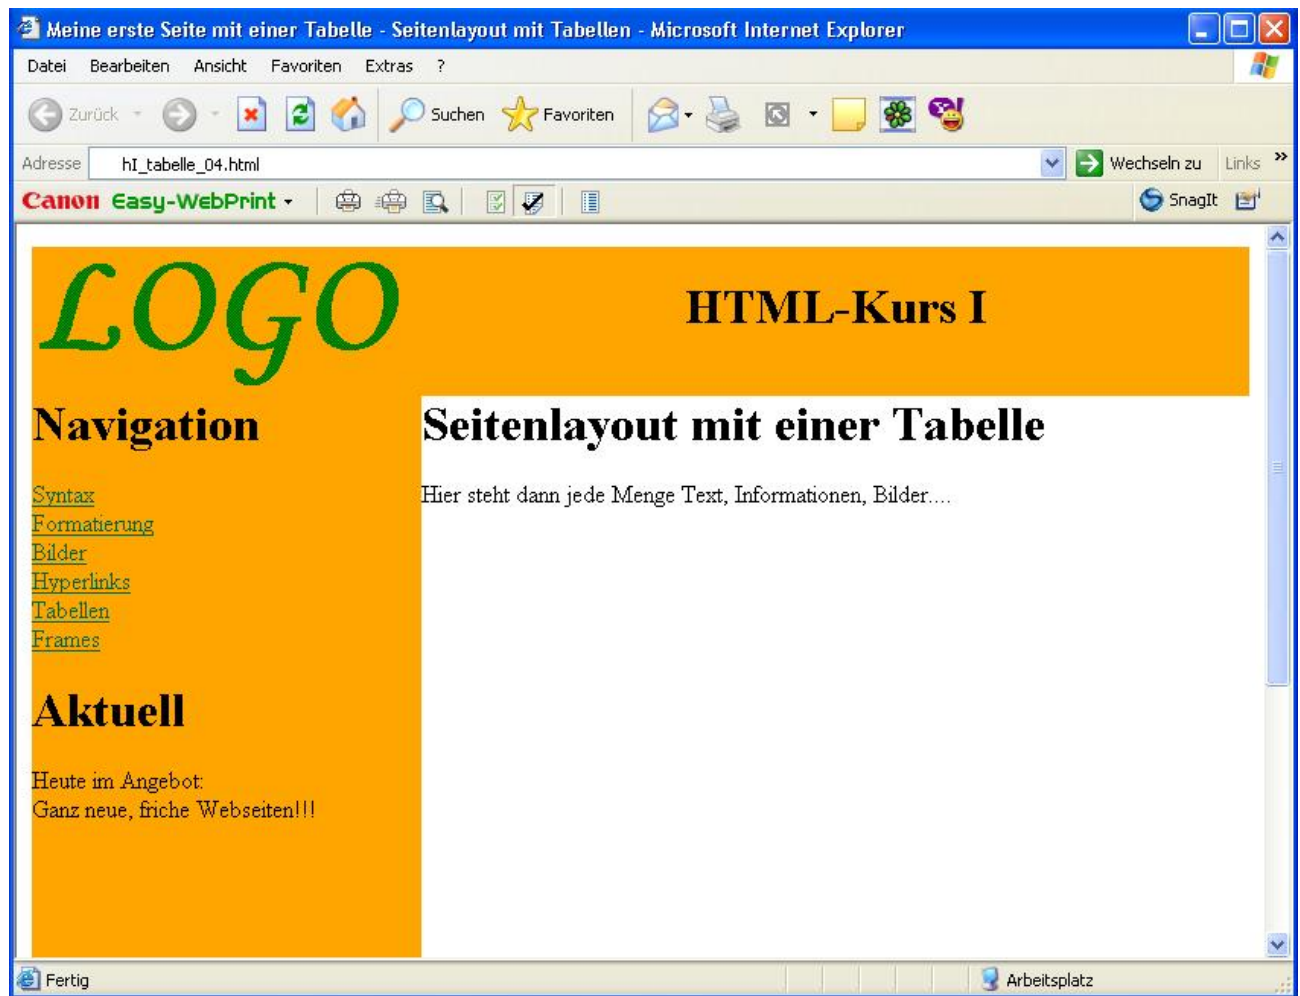 Meine erste Seite mit einer Tabelle - Seitenlayout mit Tabellen - Microsoft Internet Explorer
Datei Bearbeiten Ansicht Favoriten Extras ?
Zurück Suchen Favoriten
Adresse hI_tabelle_04.html Wechseln zu Links »
Canon Easy-WebPrint SnagIt
LOGO HTML-Kurs I
Navigation
Syntax
Formatierung
Bilder
Hyperlinks
Tabellen
Frames
Aktuell
Heute im Angebot:
Ganz neue, friche Webseiten!!!
Seitenlayout mit einer Tabelle
Hier steht dann jede Menge Text, Informationen, Bilder....
Fertig Arbeitsplatz